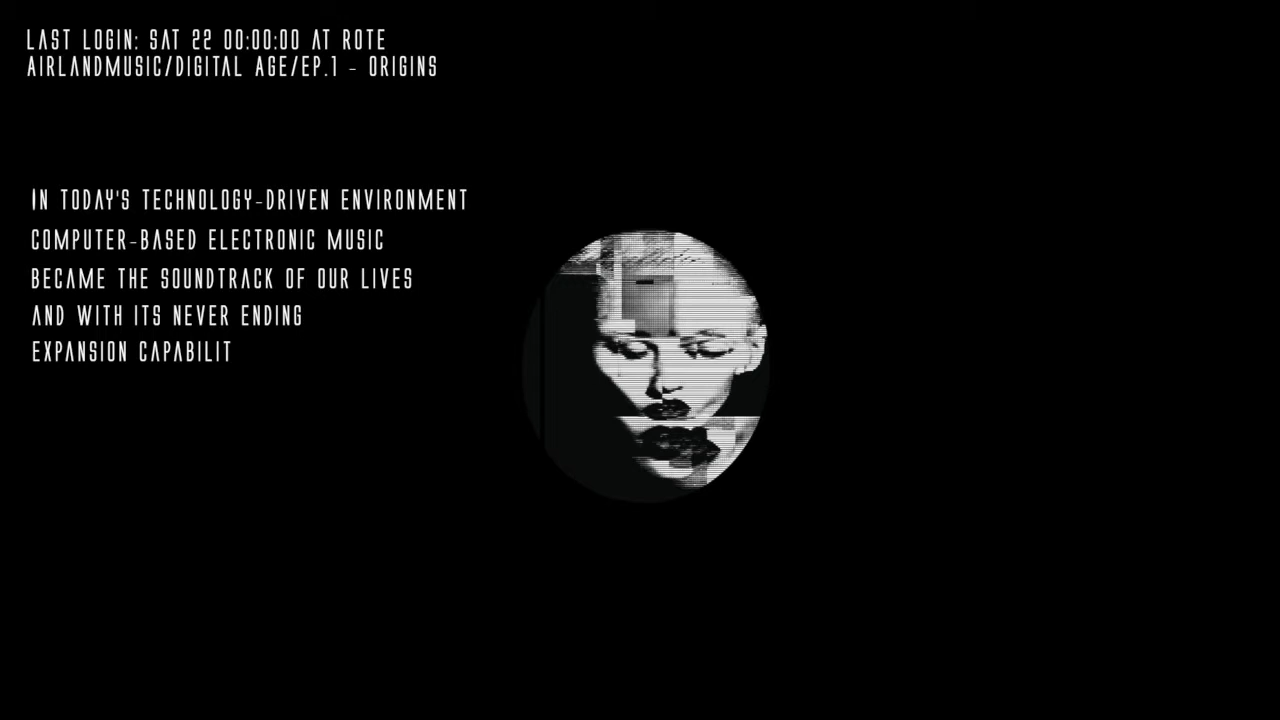 LAST LOGIN: SAT 22 00:00:00 AT ROTE
AIRLANDMUSIC/DIGITAL AGE/EP.1 - ORIGINS
IN TODAY'S TECHNOLOGY-DRIVEN ENVIRONMENT
COMPUTER-BASED ELECTRONIC MUSIC
BECAME THE SOUNDTRACK OF OUR LIVES
AND WITH ITS NEVER ENDING
EXPANSION CAPABILIT